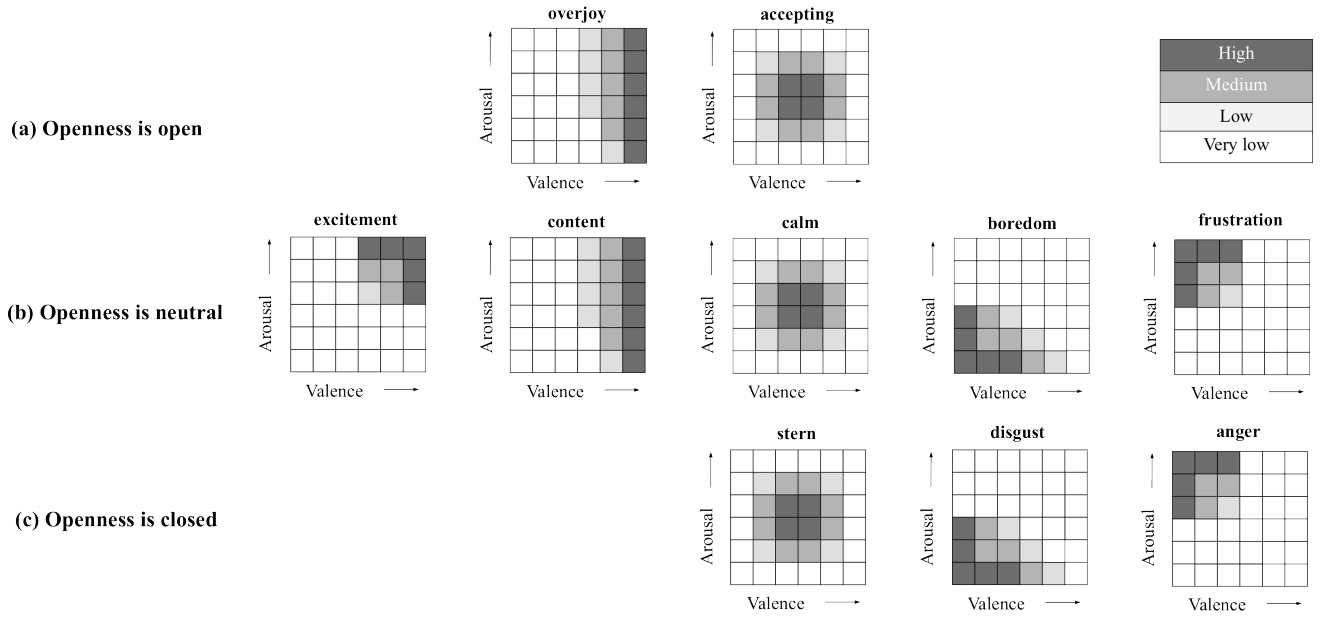 overjoy
accepting
Arousal
Arousal
High
Medium
Low
Very low
(a) Openness is open
Valence
Valence
excitement
content
calm
boredom
frustration
Arousal
Arousal
Arousal
Arousal
Arousal
(b) Openness is neutral
Valence
Valence
Valence
Valence
Valence
stern
disgust
anger
Arousal
Arousal
Arousal
(c) Openness is closed
Valence
Valence
Valence